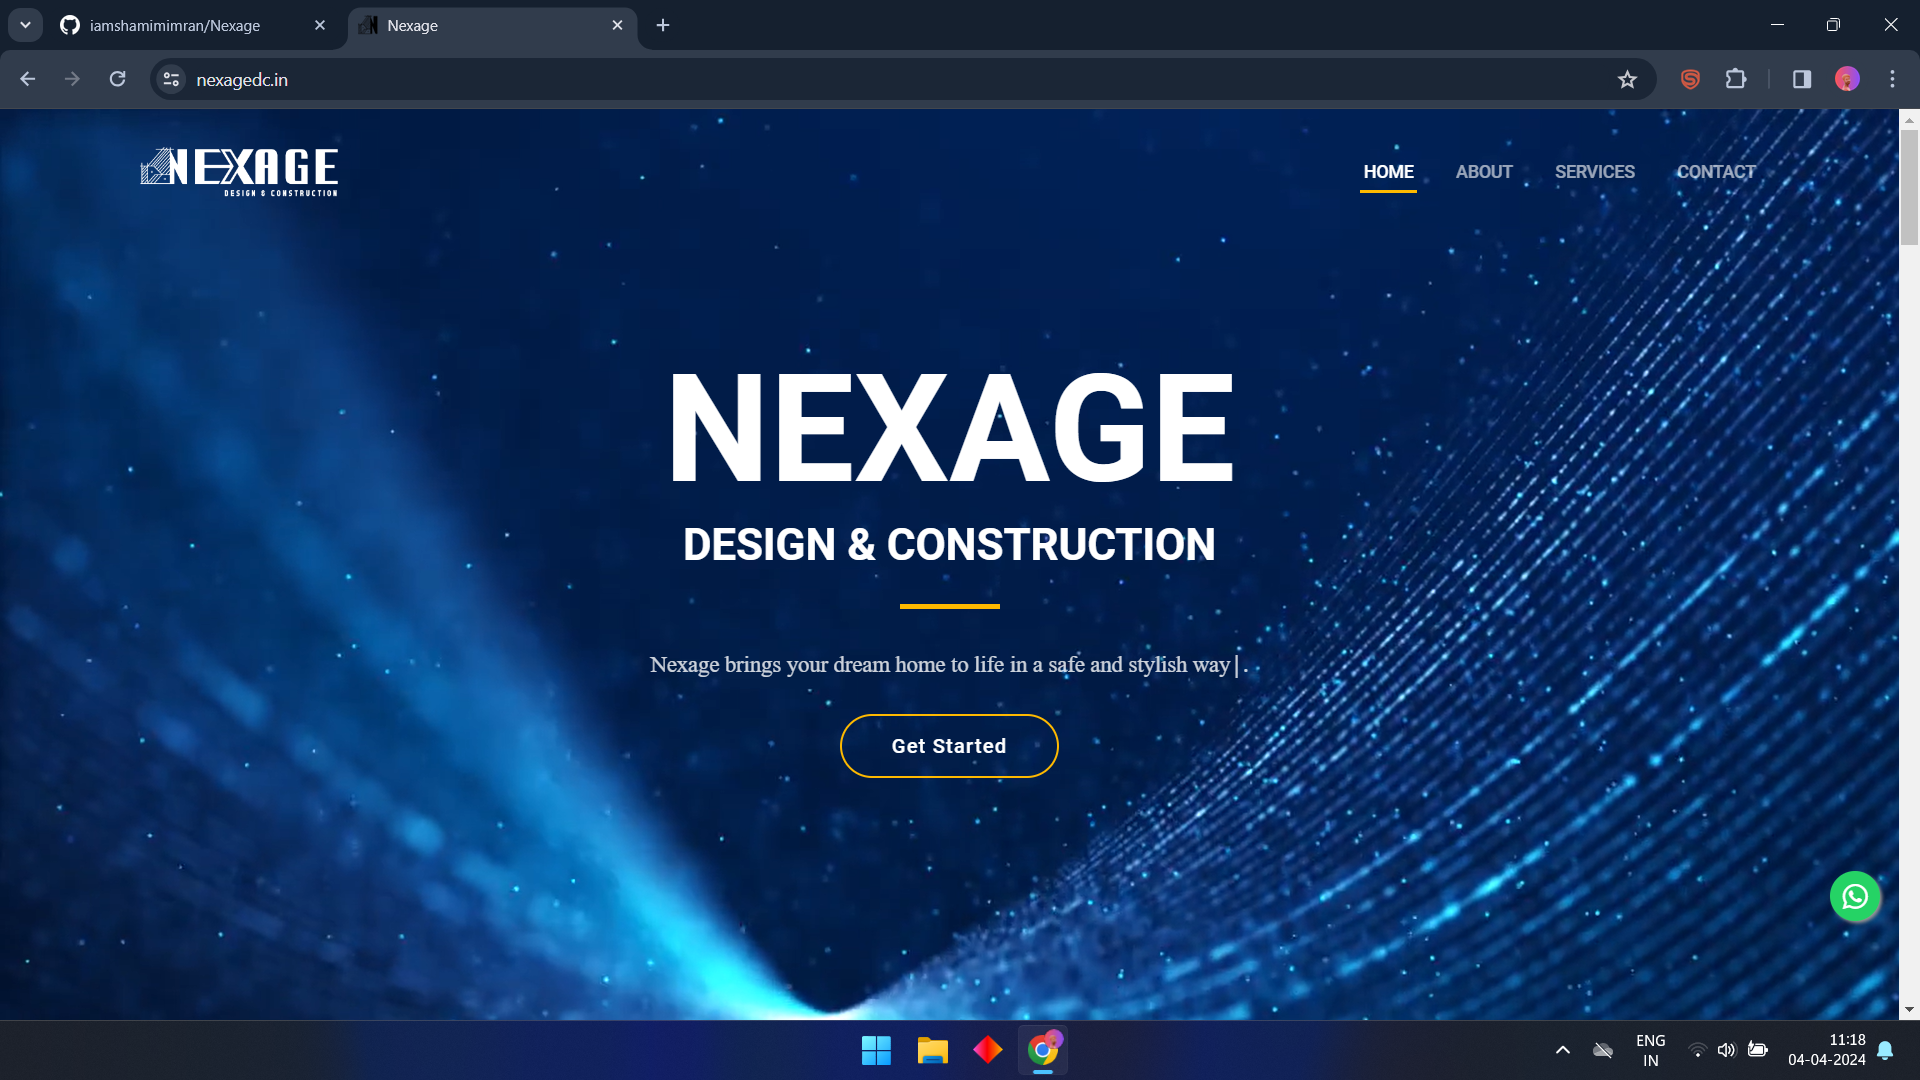 iamshamimimran/Nexage
Nexage
nexagedc.in
NEXAGE
DESIGN & CONSTRUCTION
HOME
ABOUT
SERVICES
CONTACT
NEXAGE
DESIGN & CONSTRUCTION
Nexage brings your dream home to life in a safe and stylish way|.
Get Started
ENG
IN
11:18
04-04-2024